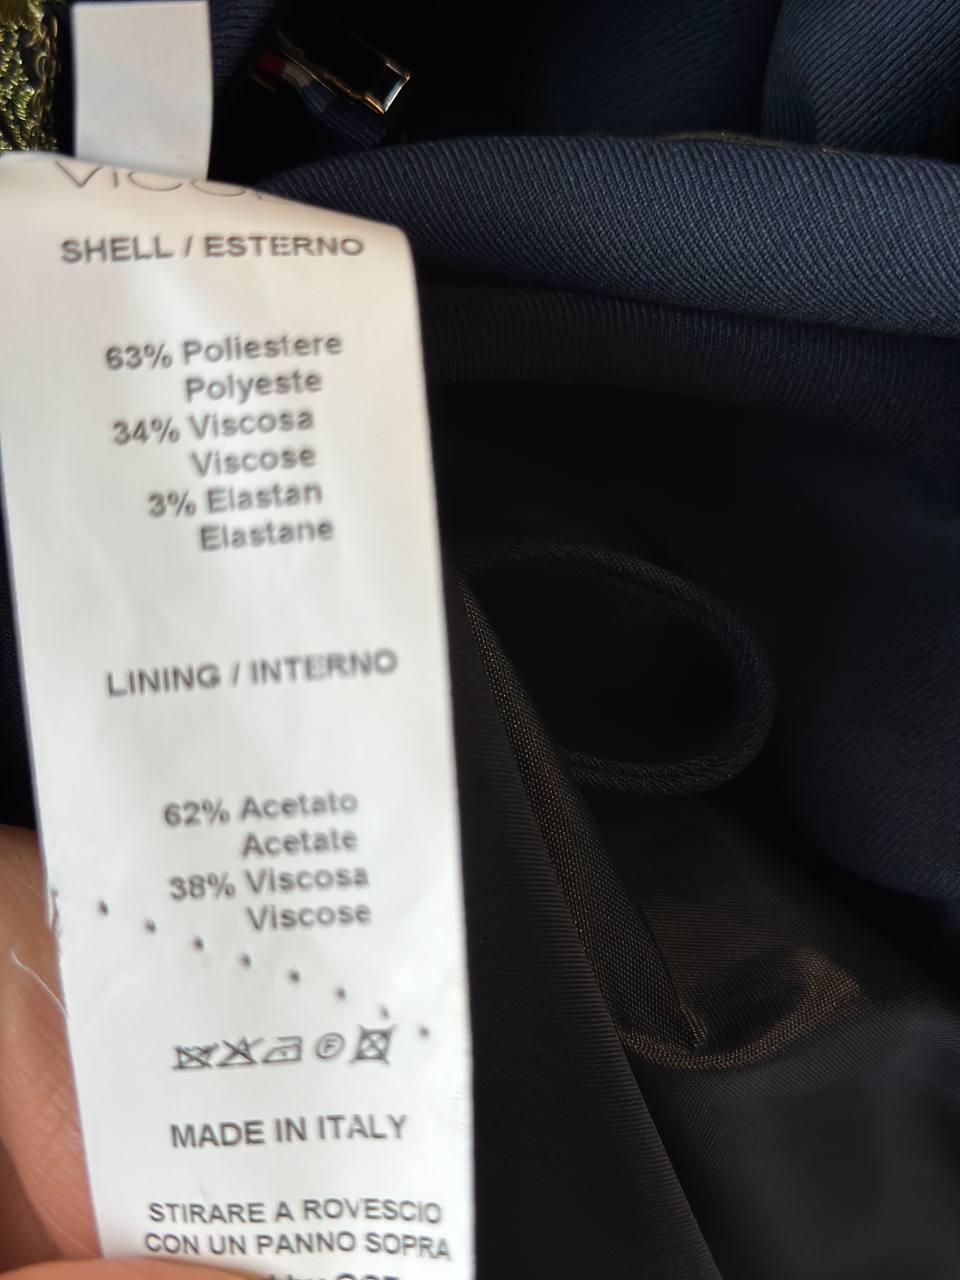 SHELL / ESTERNO
63% Poliestere
Polyeste
34% Viscosa
Viscose
3% Elastan
Elastane
LINING / INTERNO
62% Acetato
Acetate
38% Viscosa
Viscose
MADE IN ITALY
STIRARE A ROVESCIO
CON UN PANNO SOPRA